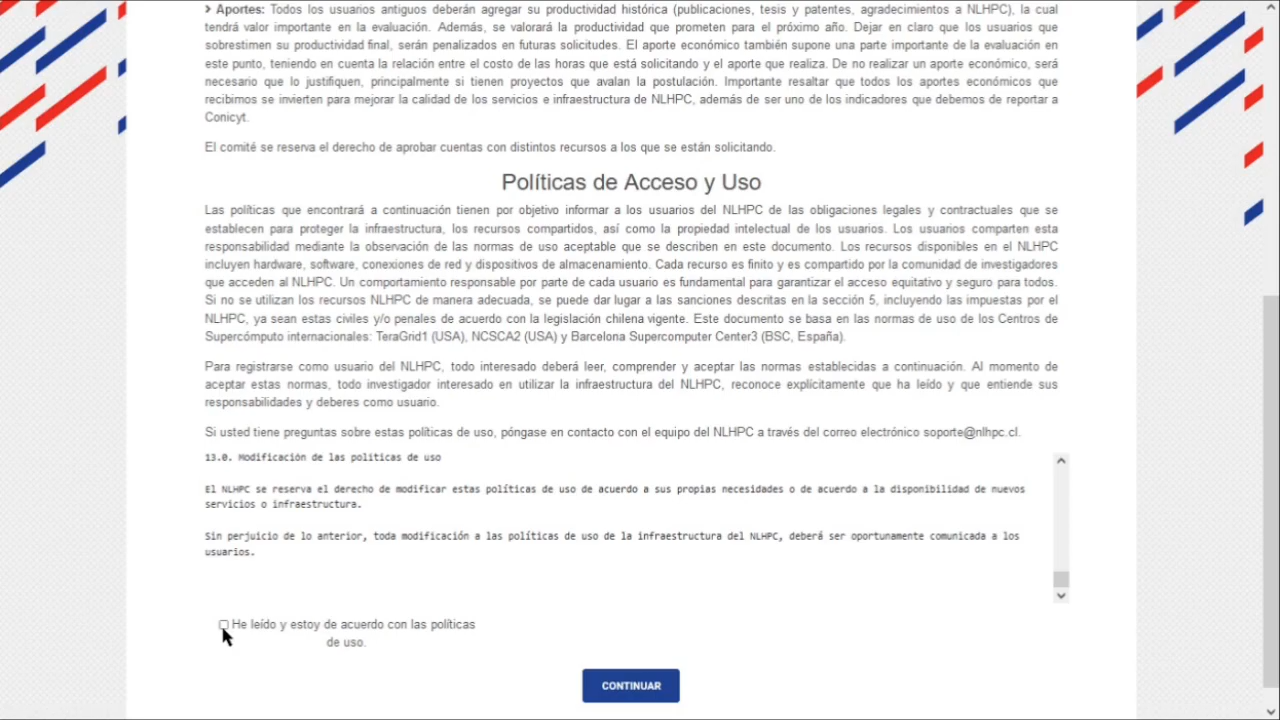 > Aportes: Todos los usuarios antiguos deberán agregar su productividad histórica (publicaciones, tesis y patentes, agradecimientos a NLHPC), la cual
tendrá valor importante en la evaluación. Además, se valorará la productividad que prometen para el próximo año. Dejar en claro que los usuarios que
sobrestimen su productividad final, serán penalizados en futuras solicitudes. El aporte económico también supone una parte importante de la evaluación en
este punto, teniendo en cuenta la relación entre el costo de las horas que está solicitando y el aporte que realiza. De no realizar un aporte económico, será
necesario que lo justifiquen, principalmente si tienen proyectos que avalan la postulación. Importante resaltar que todos los aportes económicos que
recibimos se invierten para mejorar la calidad de los servicios e infraestructura de NLHPC, además de ser uno de los indicadores que debemos de reportar a
Conicyt.
El comité se reserva el derecho de aprobar cuentas con distintos recursos a los que se están solicitando.
Políticas de Acceso y Uso
Las políticas que encontrará a continuación tienen por objetivo informar a los usuarios del NLHPC de las obligaciones legales y contractuales que se
establecen para proteger la infraestructura, los recursos compartidos, así como la propiedad intelectual de los usuarios. Los usuarios comparten esta
responsabilidad mediante la observación de las normas de uso aceptable que se describen en este documento. Los recursos disponibles en el NLHPC
incluyen hardware, software, conexiones de red y dispositivos de almacenamiento. Cada recurso es finito y es compartido por la comunidad de investigadores
que acceden al NLHPC. Un comportamiento responsable por parte de cada usuario es fundamental para garantizar el acceso equitativo y seguro para todos.
Si no se utilizan los recursos NLHPC de manera adecuada, se puede dar lugar a las sanciones descritas en la sección 5, incluyendo las impuestas por el
NLHPC, ya sean estas civiles y/o penales de acuerdo con la legislación chilena vigente. Este documento se basa en las normas de uso de los Centros de
Supercómputo internacionales: TeraGrid1 (USA), NCSCA2 (USA) y Barcelona Supercomputer Center3 (BSC, España).
Para registrarse como usuario del NLHPC, todo interesado deberá leer, comprender y aceptar las normas establecidas a continuación. Al momento de
aceptar estas normas, todo investigador interesado en utilizar la infraestructura del NLHPC, reconoce explícitamente que ha leído y que entiende sus
responsabilidades y deberes como usuario.
Si usted tiene preguntas sobre estas políticas de uso, póngase en contacto con el equipo del NLHPC a través del correo electrónico soporte@nlhpc.cl.
13.0. Modificación de las políticas de uso
El NLHPC se reserva el derecho de modificar estas políticas de uso de acuerdo a sus propias necesidades o de acuerdo a la disponibilidad de nuevos
servicios o infraestructura.
Sin perjuicio de lo anterior, toda modificación a las políticas de uso de la infraestructura del NLHPC, deberá ser oportunamente comunicada a los
usuarios.
He leído y estoy de acuerdo con las políticas
de uso.
CONTINUAR